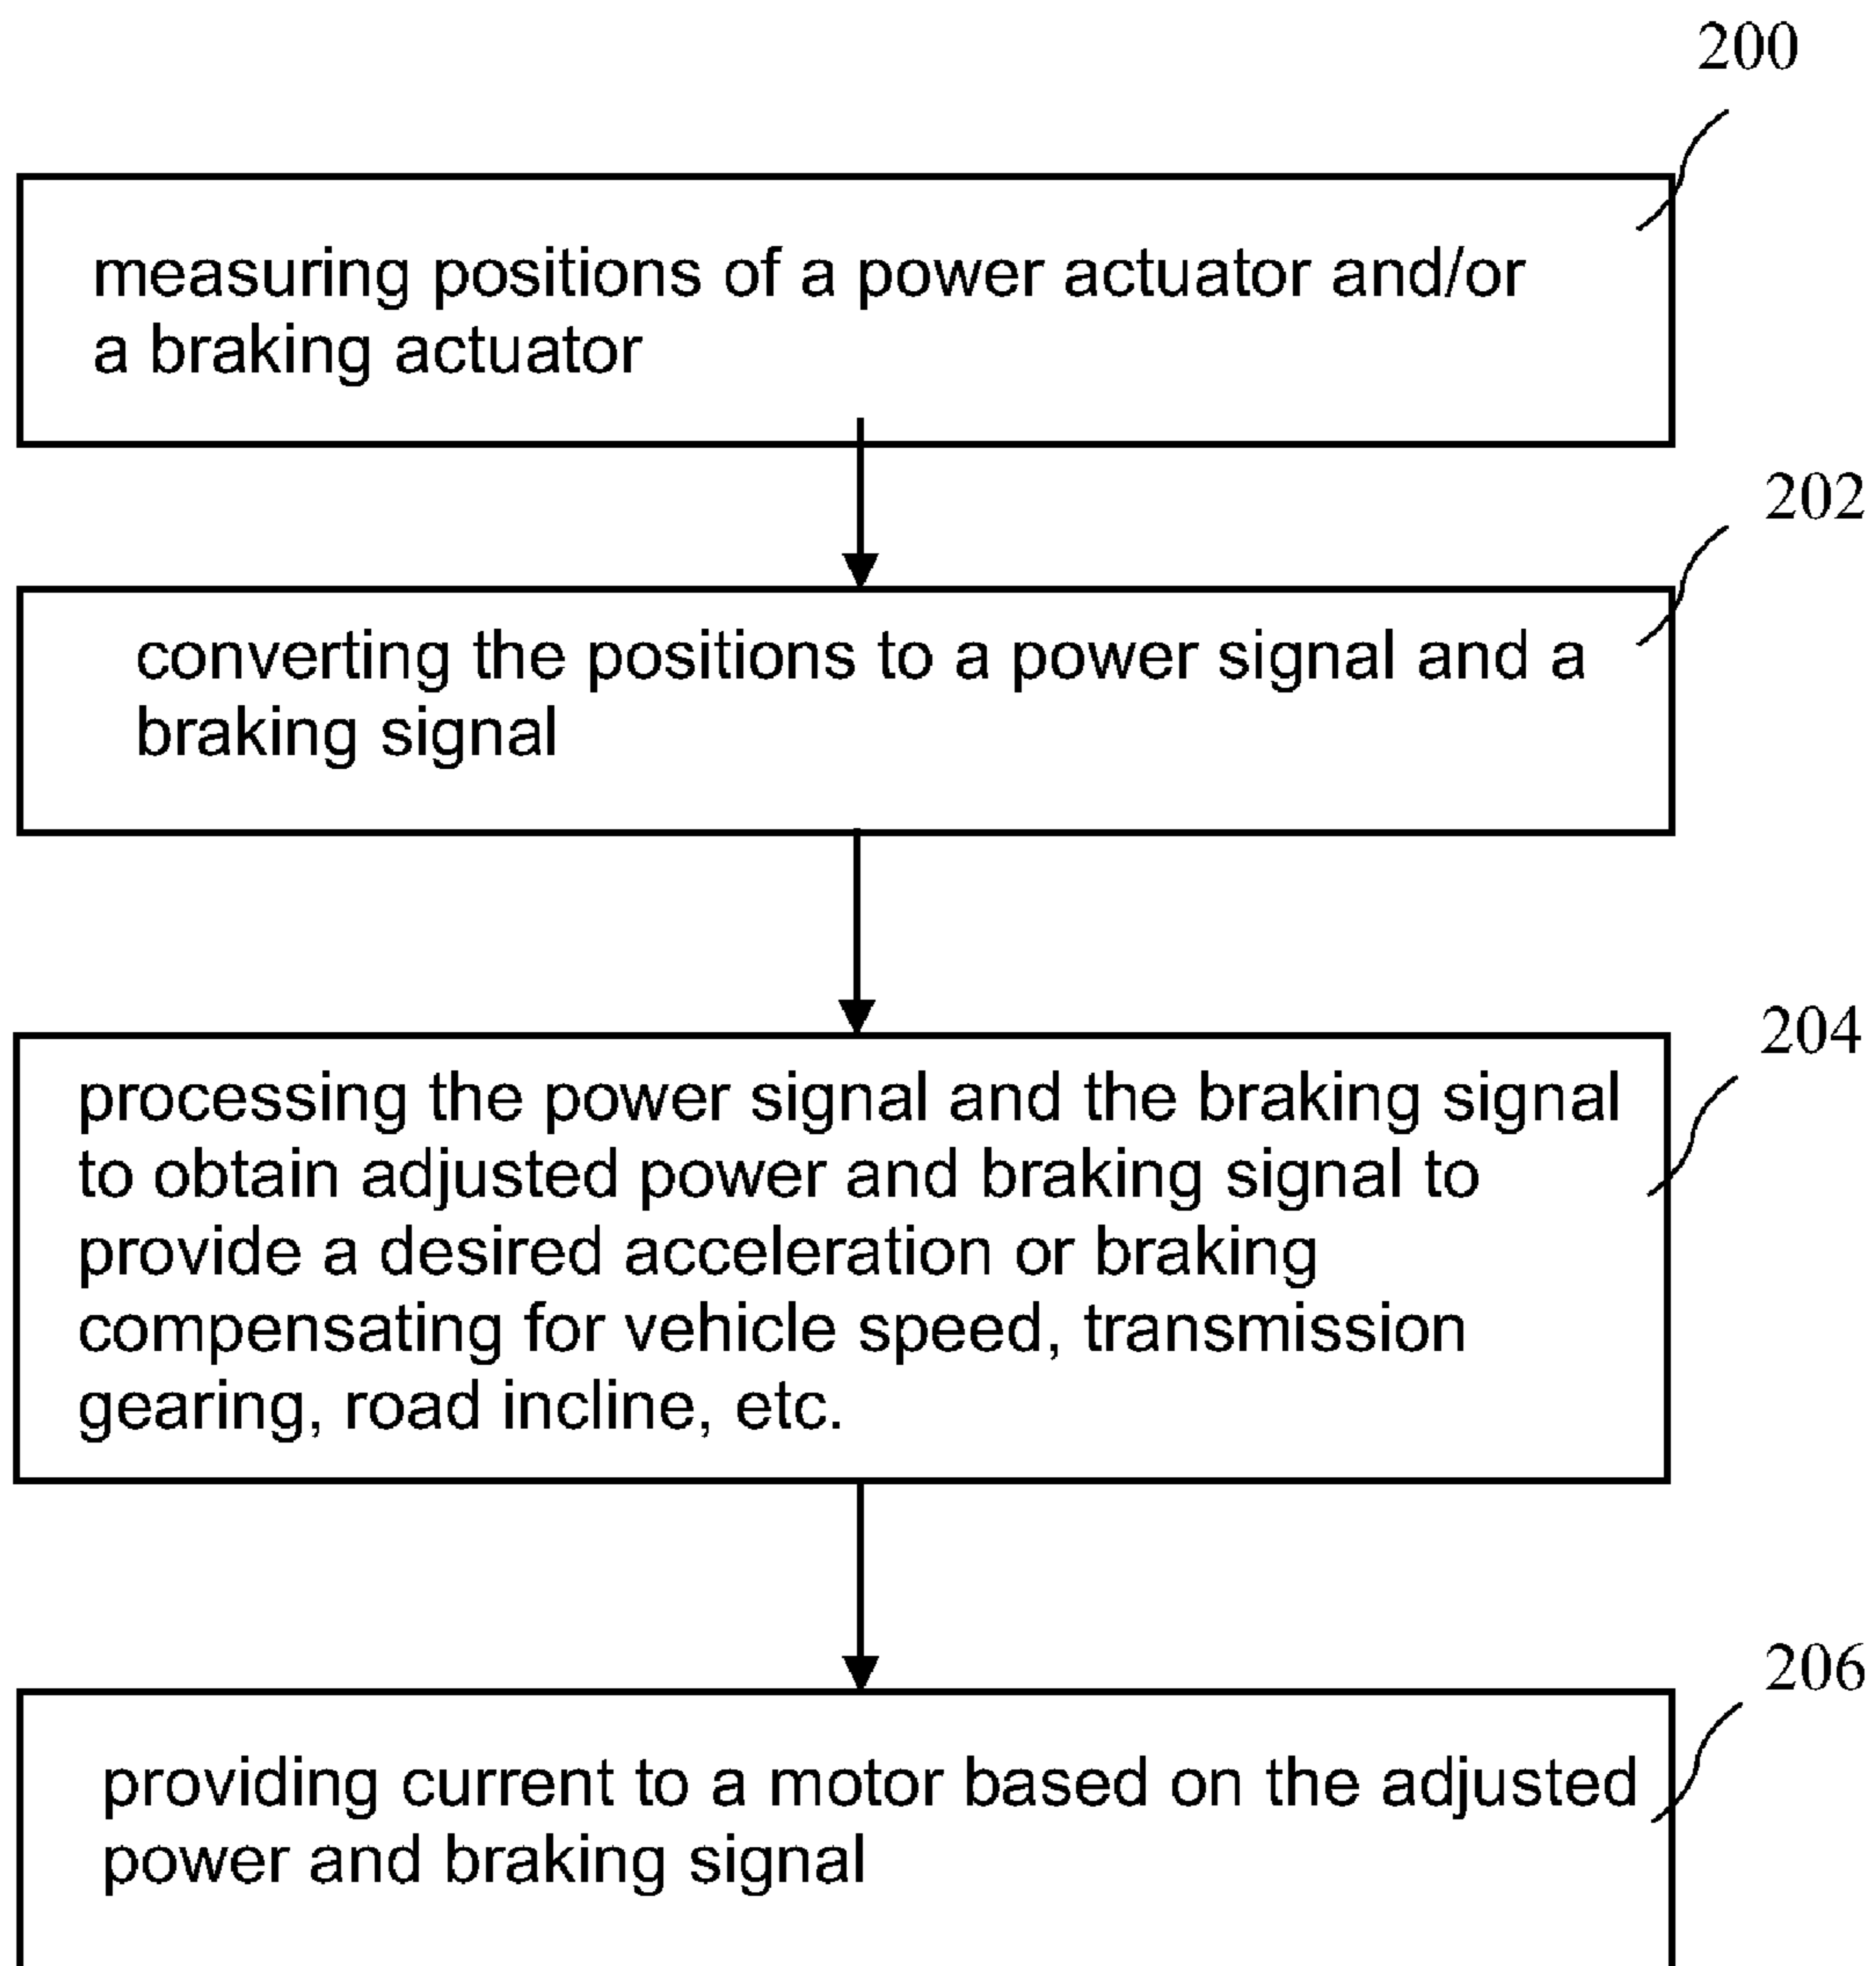 200
measuring positions of a power actuator and/or
a braking actuator
202
converting the positions to a power signal and a
braking signal
204
processing the power signal and the braking signal
to obtain adjusted power and braking signal to
provide a desired acceleration or braking
compensating for vehicle speed, transmission
gearing, road incline, etc.
206
providing current to a motor based on the adjusted
power and braking signal